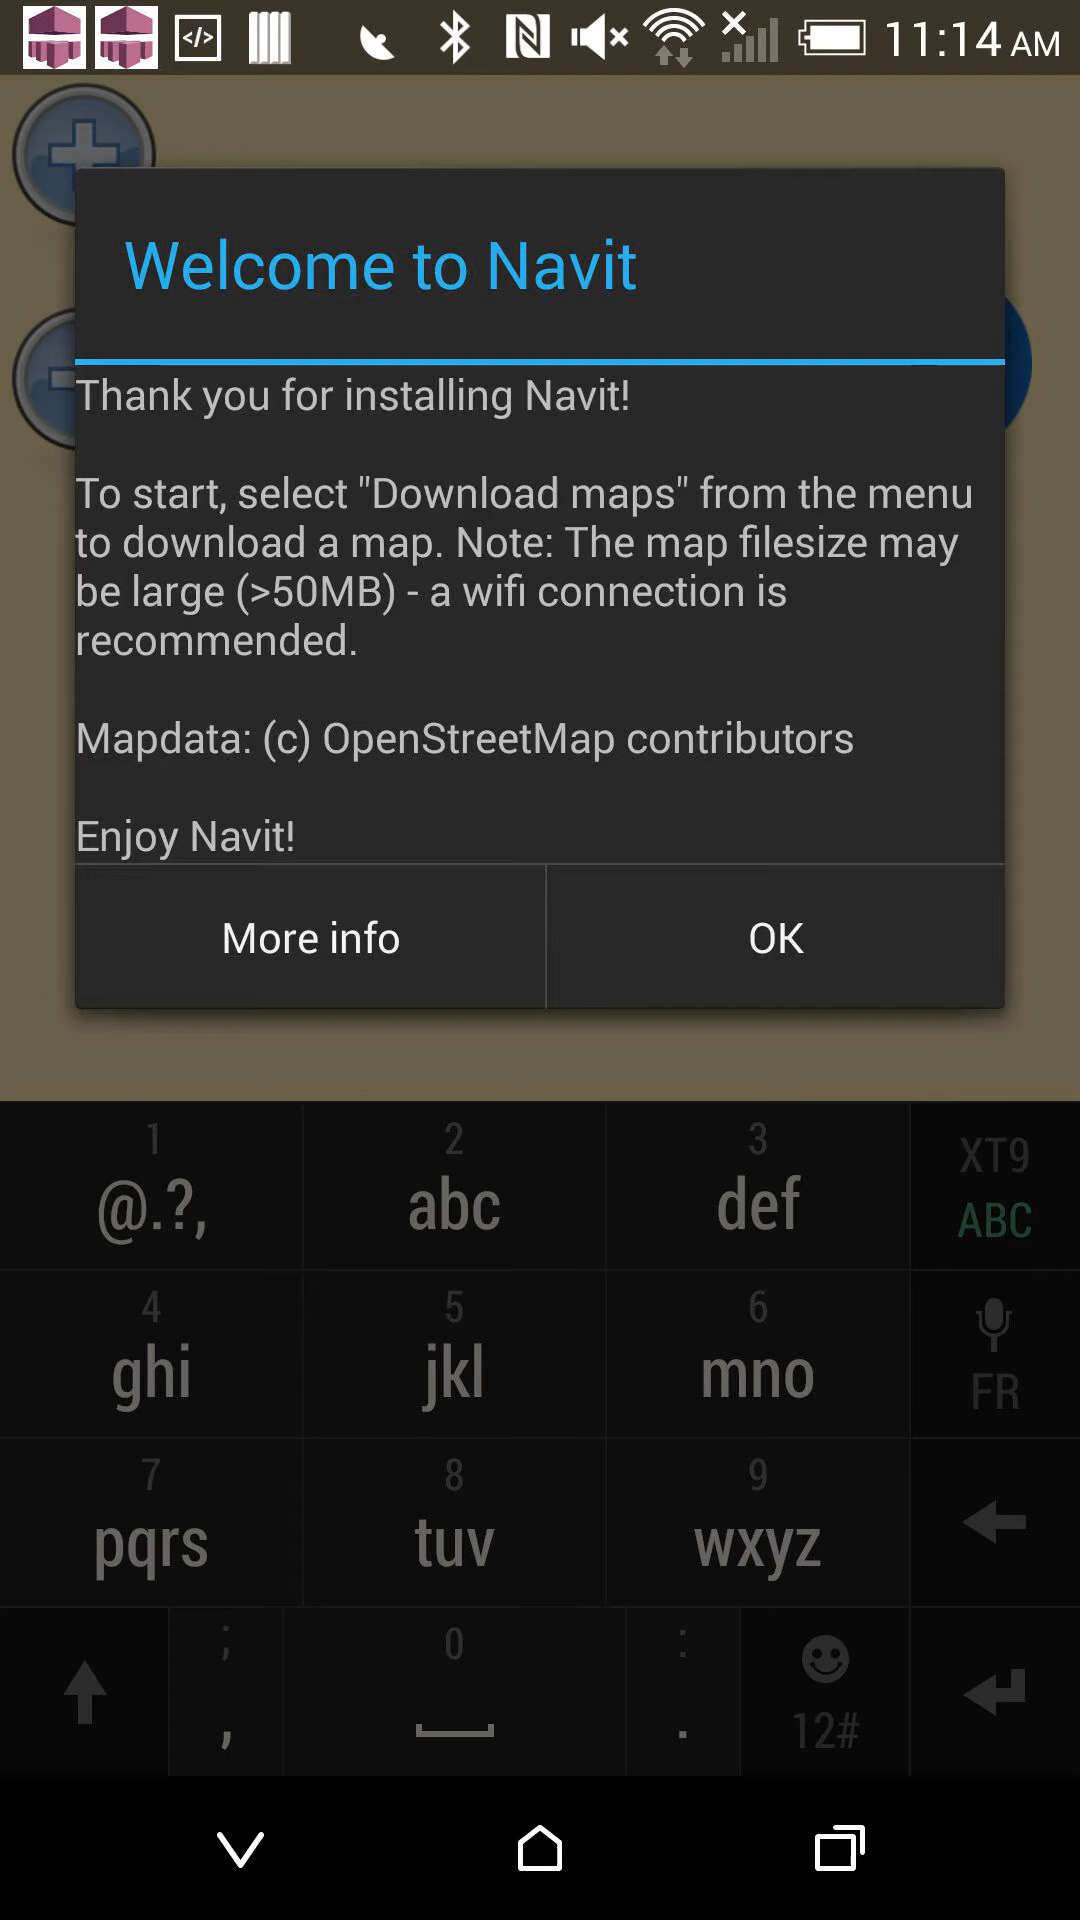 11:14 AM
Welcome to Navit
Thank you for installing Navit!
To start, select "Download maps" from the menu
to download a map. Note: The map filesize may
be large (>50MB) - a wifi connection is
recommended.
Mapdata: (c) OpenStreetMap contributors
Enjoy Navit!
More info OK
1 2 3 XT9
@.?, abc def ABC
4 5 6
ghi jkl mno FR
7 8 9
pqrs tuv wxyz
; 0 :
, . 12#